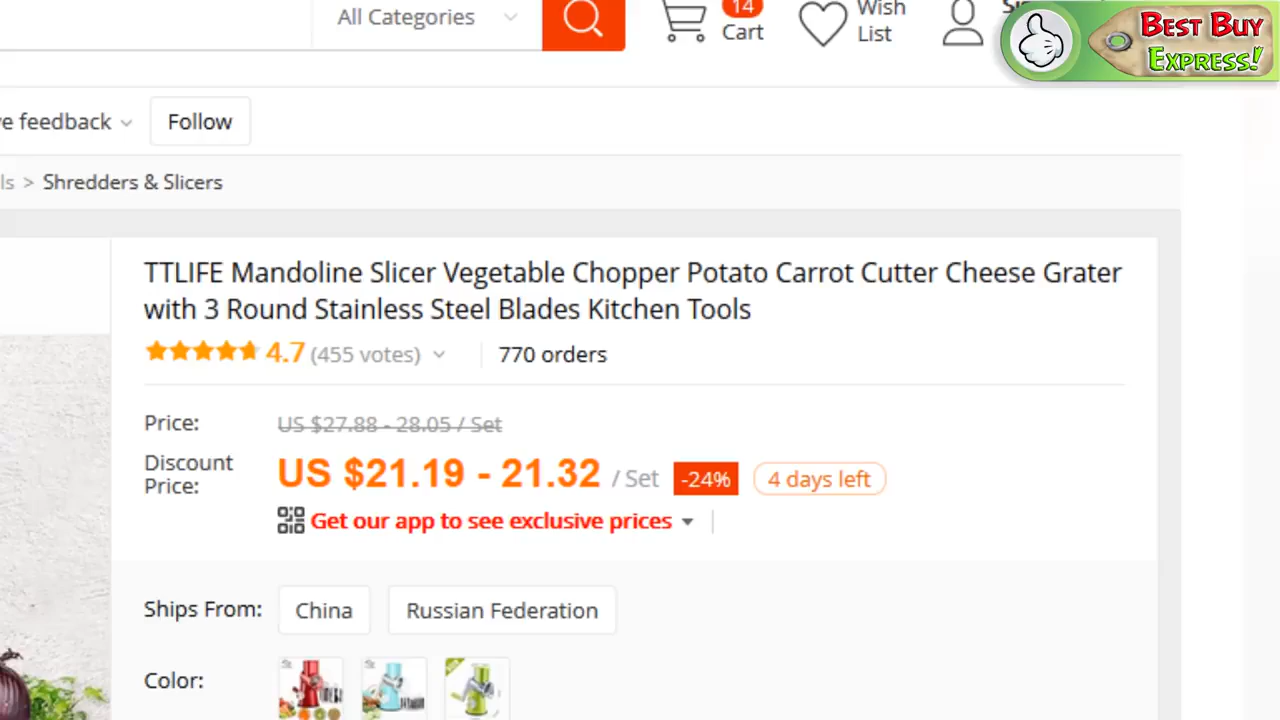 All Categories
14
Cart
Wish
List
BEST BUY
EXPRESS!
feedback
Follow
> Shredders & Slicers
TTLIFE Mandoline Slicer Vegetable Chopper Potato Carrot Cutter Cheese Grater
with 3 Round Stainless Steel Blades Kitchen Tools
4.7 (455 votes) 770 orders
Price: US $27.88 - 28.05 / Set
Discount
Price:
US $21.19 - 21.32 / Set -24% 4 days left
Get our app to see exclusive prices
Ships From: China Russian Federation
Color: